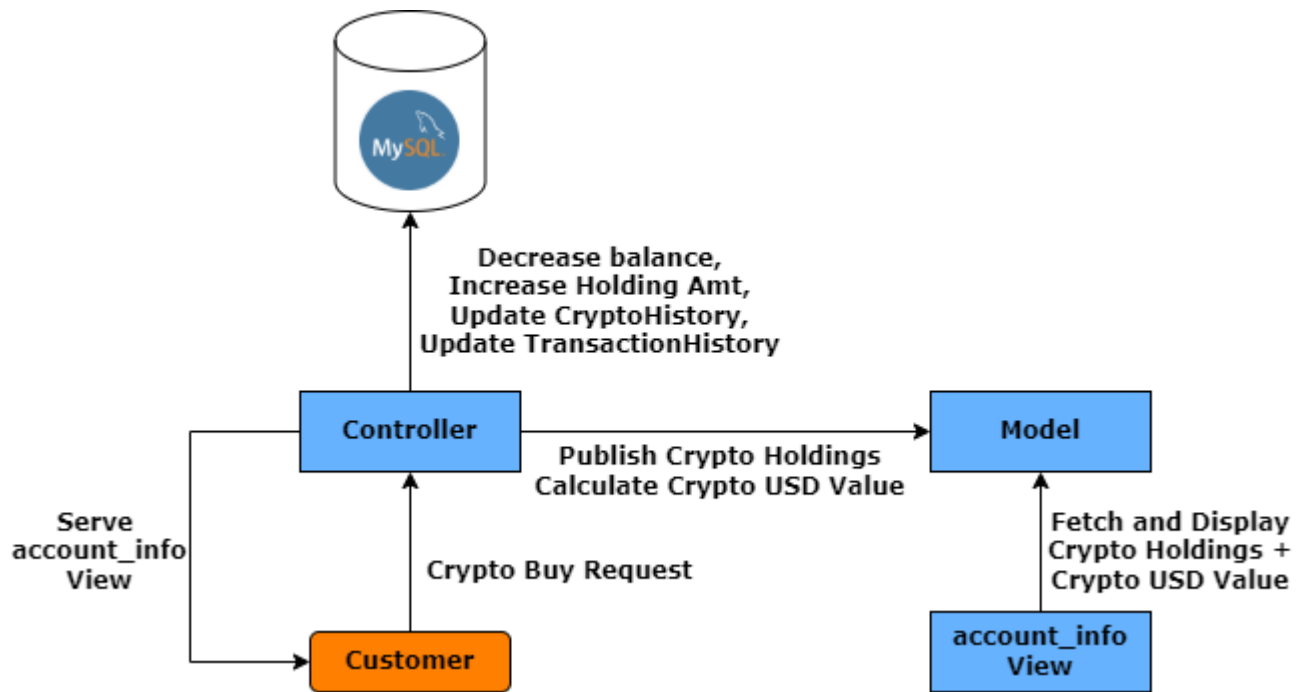 MySQL
Decrease balance,
Increase Holding Amt,
Update CryptoHistory,
Update TransactionHistory
Controller
Model
Publish Crypto Holdings
Calculate Crypto USD Value
Serve
account_info
View
Crypto Buy Request
Fetch and Display
Crypto Holdings +
Crypto USD Value
Customer
account_info
View